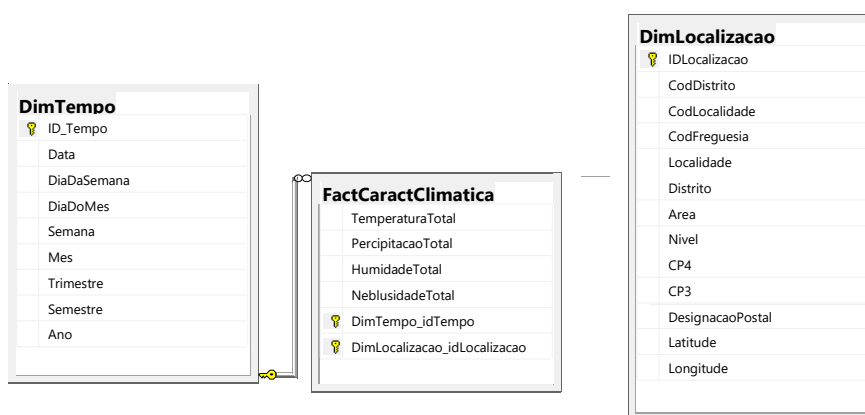 DimTempo
ID_Tempo
Data
DiaDaSemana
DiaDoMes
Semana
Mes
Trimestre
Semestre
Ano
FactCaractClimatica
TemperaturaTotal
PercipitacaoTotal
HumidadeTotal
NeblusidadeTotal
DimTempo_idTempo
DimLocalizacao_idLocalizacao
DimLocalizacao
IDLocalizacao
CodDistrito
CodLocalidade
CodFreguesia
Localidade
Distrito
Area
Nivel
CP4
CP3
DesignacaoPostal
Latitude
Longitude